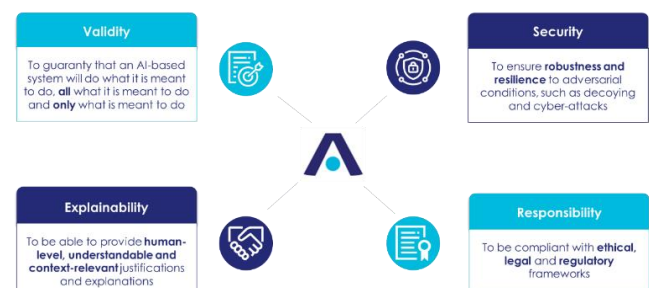 Validity
To guaranty that an AI-based
system will do what it is meant
to do, all what it is meant to do
and only what is meant to do
Security
To ensure robustness and
resilience to adversarial
conditions, such as decoying
and cyber-attacks
Explainability
To be able to provide human-
level, understandable and
context-relevant justifications
and explanations
Responsibility
To be compliant with ethical,
legal and regulatory
frameworks